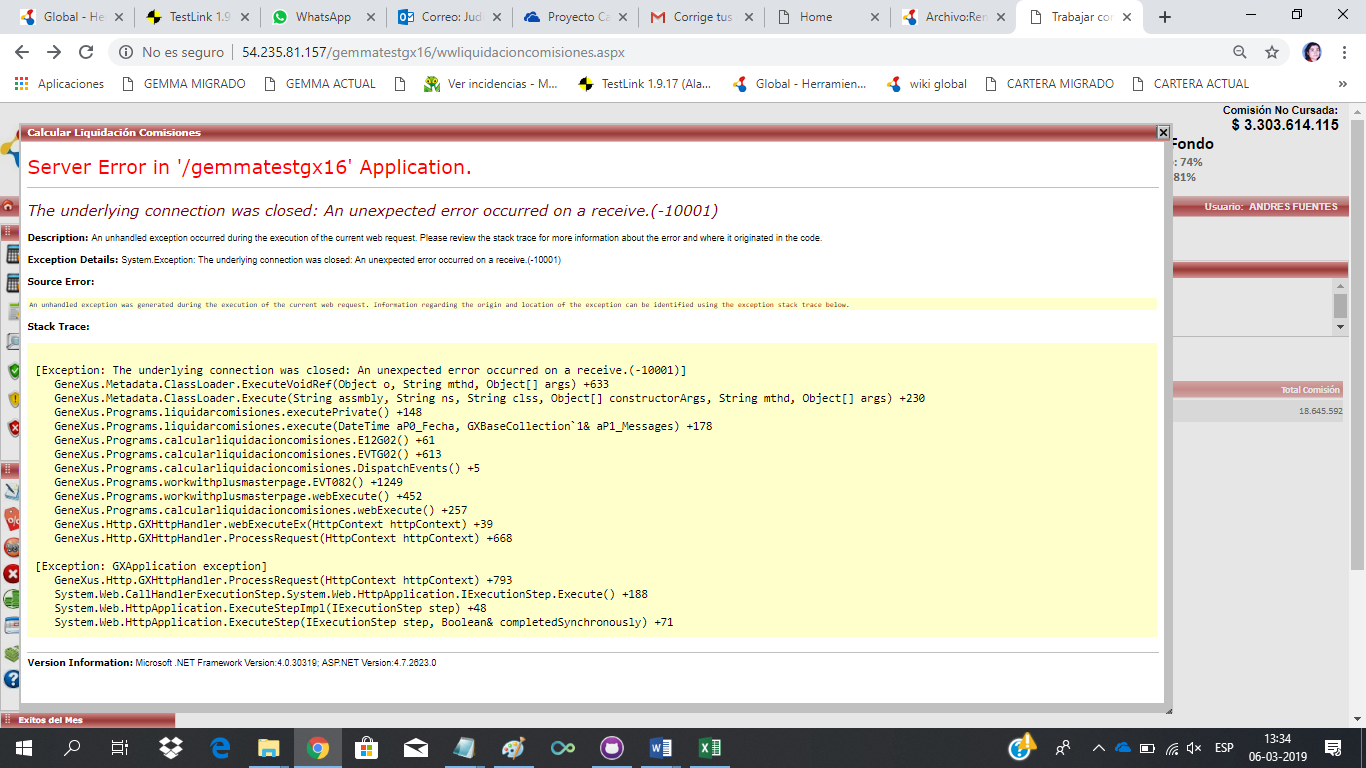 Global - He
TestLink 1.9
WhatsApp
Correo: Jud
Proyecto Ca
Corrige tus
Home
Archivo:Ren
Trabajar con
No es seguro
54.235.81.157/gemmatestgx16/wwliquidacioncomisiones.aspx
Aplicaciones
GEMMA MIGRADO
GEMMA ACTUAL
Ver incidencias - M...
TestLink 1.9.17 (Ala...
Global - Herramien...
wiki global
CARTERA MIGRADO
CARTERA ACTUAL
»
Comisión No Cursada:
$ 3.303.614.115
Fondo
: 74%
81%
Usuario: ANDRES FUENTES
Total Comisión
18.645.592
Calcular Liquidación Comisiones
Server Error in '/gemmatestgx16' Application.
The underlying connection was closed: An unexpected error occurred on a receive.(-10001)
Description: An unhandled exception occurred during the execution of the current web request. Please review the stack trace for more information about the error and where it originated in the code.
Exception Details: System.Exception: The underlying connection was closed: An unexpected error occurred on a receive.(-10001)
Source Error:
An unhandled exception was generated during the execution of the current web request. Information regarding the origin and location of the exception can be identified using the exception stack trace below.
Stack Trace:
[Exception: The underlying connection was closed: An unexpected error occurred on a receive.(-10001)]
GeneXus.Metadata.ClassLoader.ExecuteVoidRef(Object o, String mthd, Object[] args) +633
GeneXus.Metadata.ClassLoader.Execute(String assmbly, String ns, String clss, Object[] constructorArgs, String mthd, Object[] args) +230
GeneXus.Programs.liquidarcomisiones.executePrivate() +148
GeneXus.Programs.liquidarcomisiones.execute(DateTime aP0_Fecha, GXBaseCollection`1& aP1_Messages) +178
GeneXus.Programs.calcularliquidacioncomisiones.E12G02() +61
GeneXus.Programs.calcularliquidacioncomisiones.EVTG02() +613
GeneXus.Programs.calcularliquidacioncomisiones.DispatchEvents() +5
GeneXus.Programs.workwithplusmasterpage.EVT082() +1249
GeneXus.Programs.workwithplusmasterpage.webExecute() +452
GeneXus.Programs.calcularliquidacioncomisiones.webExecute() +257
GeneXus.Http.GXHttpHandler.webExecuteEx(HttpContext httpContext) +39
GeneXus.Http.GXHttpHandler.ProcessRequest(HttpContext httpContext) +668
[Exception: GXApplication exception]
GeneXus.Http.GXHttpHandler.ProcessRequest(HttpContext httpContext) +793
System.Web.CallHandlerExecutionStep.System.Web.HttpApplication.IExecutionStep.Execute() +188
System.Web.HttpApplication.ExecuteStepImpl(IExecutionStep step) +48
System.Web.HttpApplication.ExecuteStep(IExecutionStep step, Boolean& completedSynchronously) +71
Version Information: Microsoft .NET Framework Version:4.0.30319; ASP.NET Version:4.7.2623.0
Exitos del Mes
ESP
13:34
06-03-2019